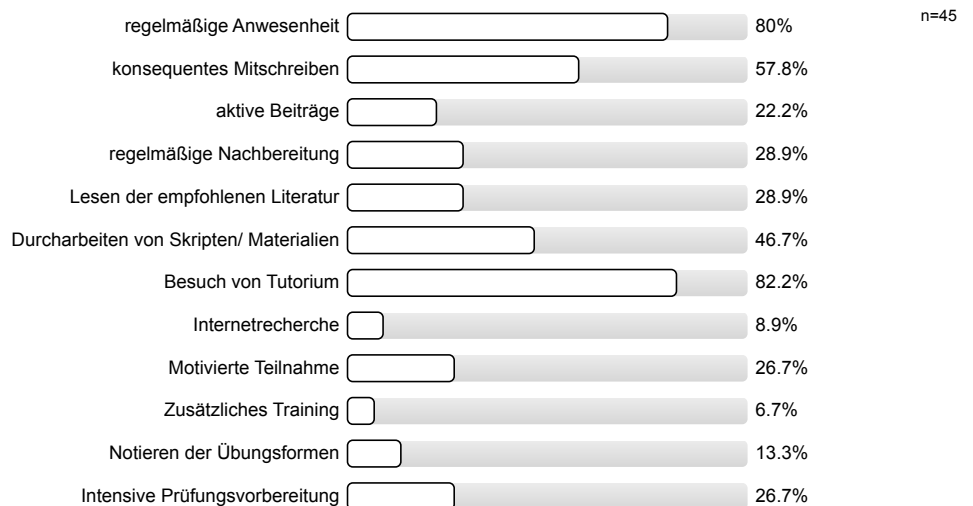 n=45
regelmäßige Anwesenheit 80%
konsequentes Mitschreiben 57.8%
aktive Beiträge 22.2%
regelmäßige Nachbereitung 28.9%
Lesen der empfohlenen Literatur 28.9%
Durcharbeiten von Skripten/ Materialien 46.7%
Besuch von Tutorium 82.2%
Internetrecherche 8.9%
Motivierte Teilnahme 26.7%
Zusätzliches Training 6.7%
Notieren der Übungsformen 13.3%
Intensive Prüfungsvorbereitung 26.7%